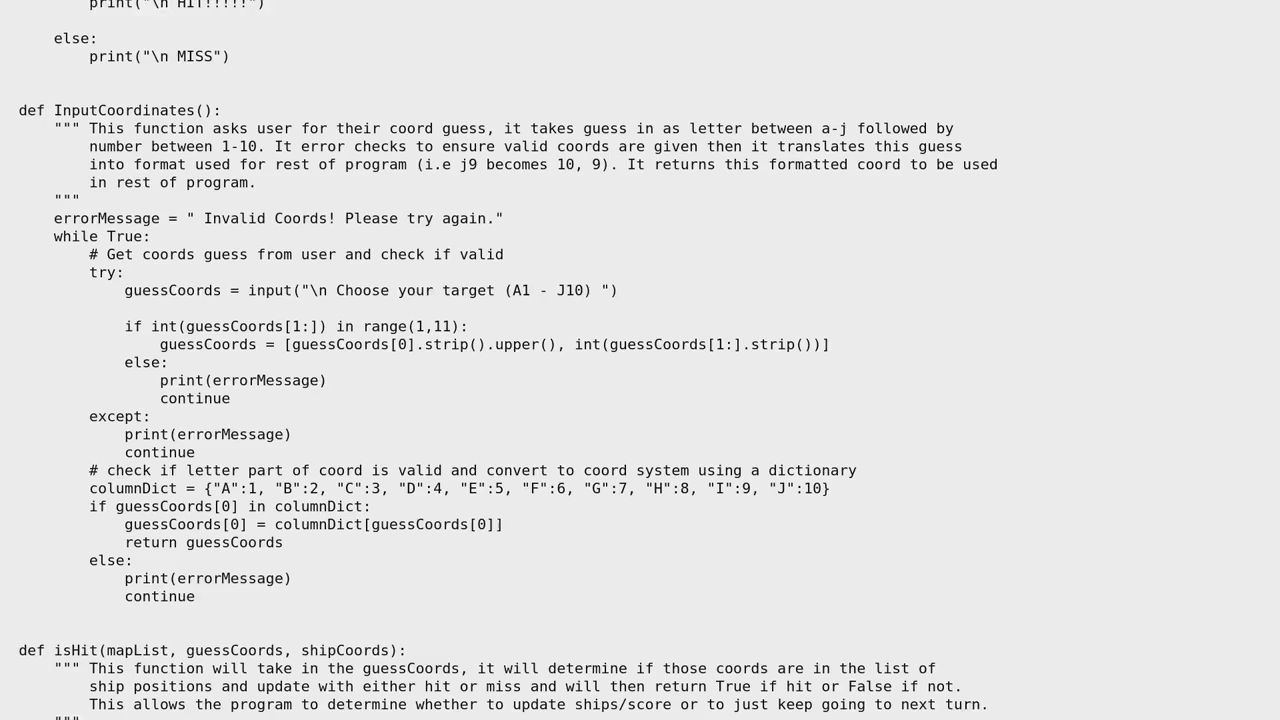 print("\n HIT!!!!!")
else:
print("\n MISS")
def InputCoordinates():
""" This function asks user for their coord guess, it takes guess in as letter between a-j followed by
number between 1-10. It error checks to ensure valid coords are given then it translates this guess
into format used for rest of program (i.e j9 becomes 10, 9). It returns this formatted coord to be used
in rest of program.
"""
errorMessage = " Invalid Coords! Please try again."
while True:
# Get coords guess from user and check if valid
try:
guessCoords = input("\n Choose your target (A1 - J10) ")
if int(guessCoords[1:]) in range(1,11):
guessCoords = [guessCoords[0].strip().upper(), int(guessCoords[1:].strip())]
else:
print(errorMessage)
continue
except:
print(errorMessage)
continue
# check if letter part of coord is valid and convert to coord system using a dictionary
columnDict = {"A":1, "B":2, "C":3, "D":4, "E":5, "F":6, "G":7, "H":8, "I":9, "J":10}
if guessCoords[0] in columnDict:
guessCoords[0] = columnDict[guessCoords[0]]
return guessCoords
else:
print(errorMessage)
continue
def isHit(mapList, guessCoords, shipCoords):
""" This function will take in the guessCoords, it will determine if those coords are in the list of
ship positions and update with either hit or miss and will then return True if hit or False if not.
This allows the program to determine whether to update ships/score or to just keep going to next turn.
"""